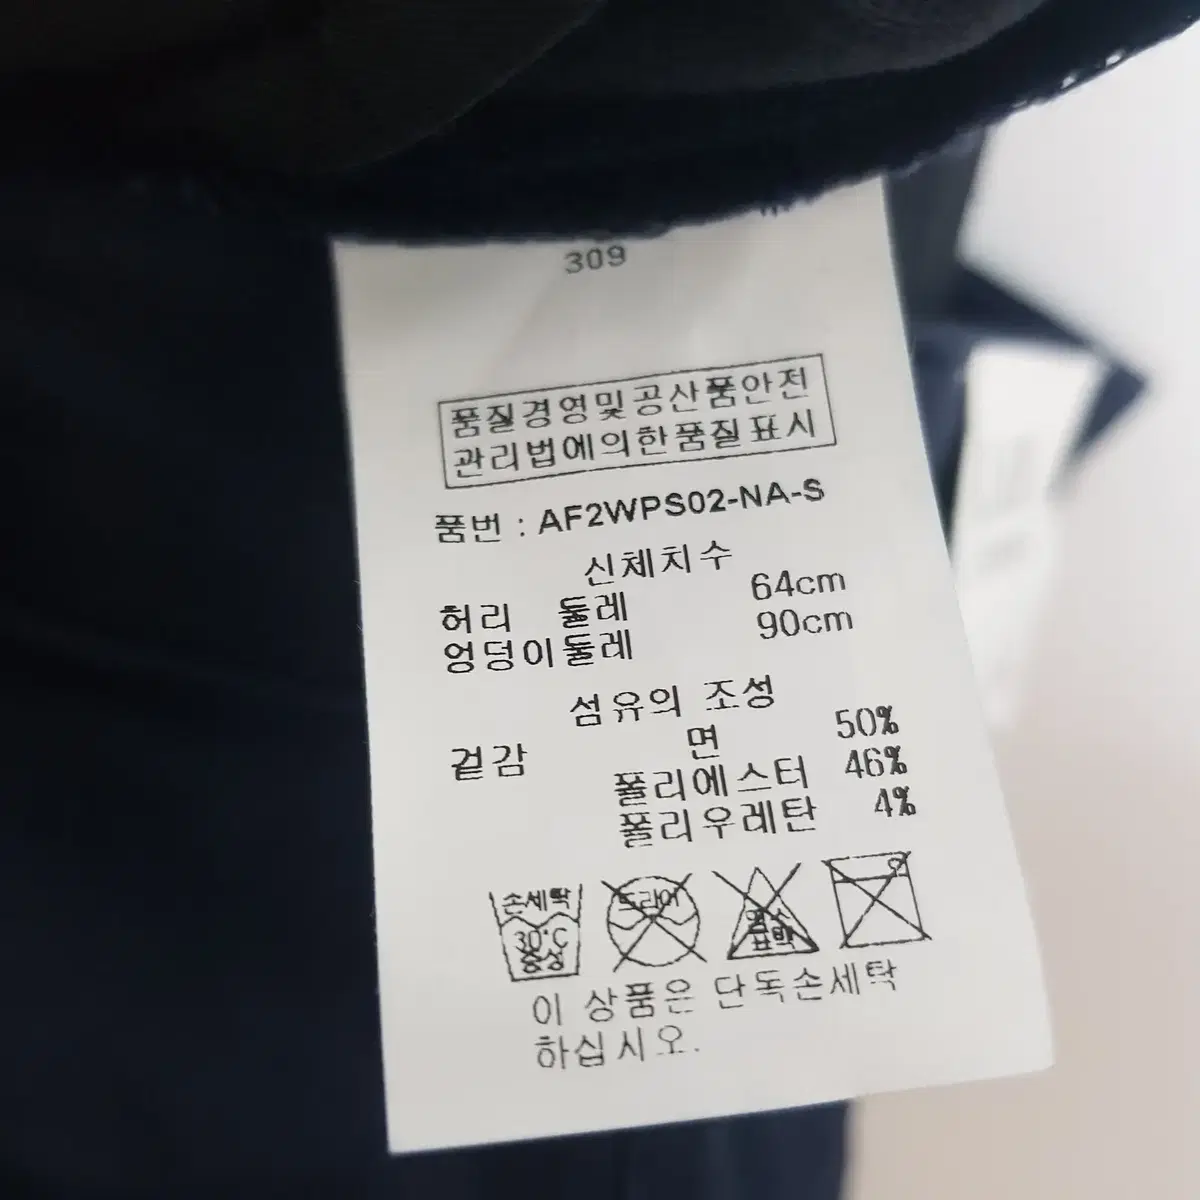 309
품질경영및공산품안전
관리법에의한품질표시
품번 : AF2WPS02-NA-S
신체치수
허리 둘레 64cm
엉덩이둘레 90cm
섬유의 조성
겉감 면 50%
폴리에스터 46%
폴리우레탄 4%
손세탁 30°C 중성
드라이
염소 표백
이 상품은 단독손세탁
하십시오.